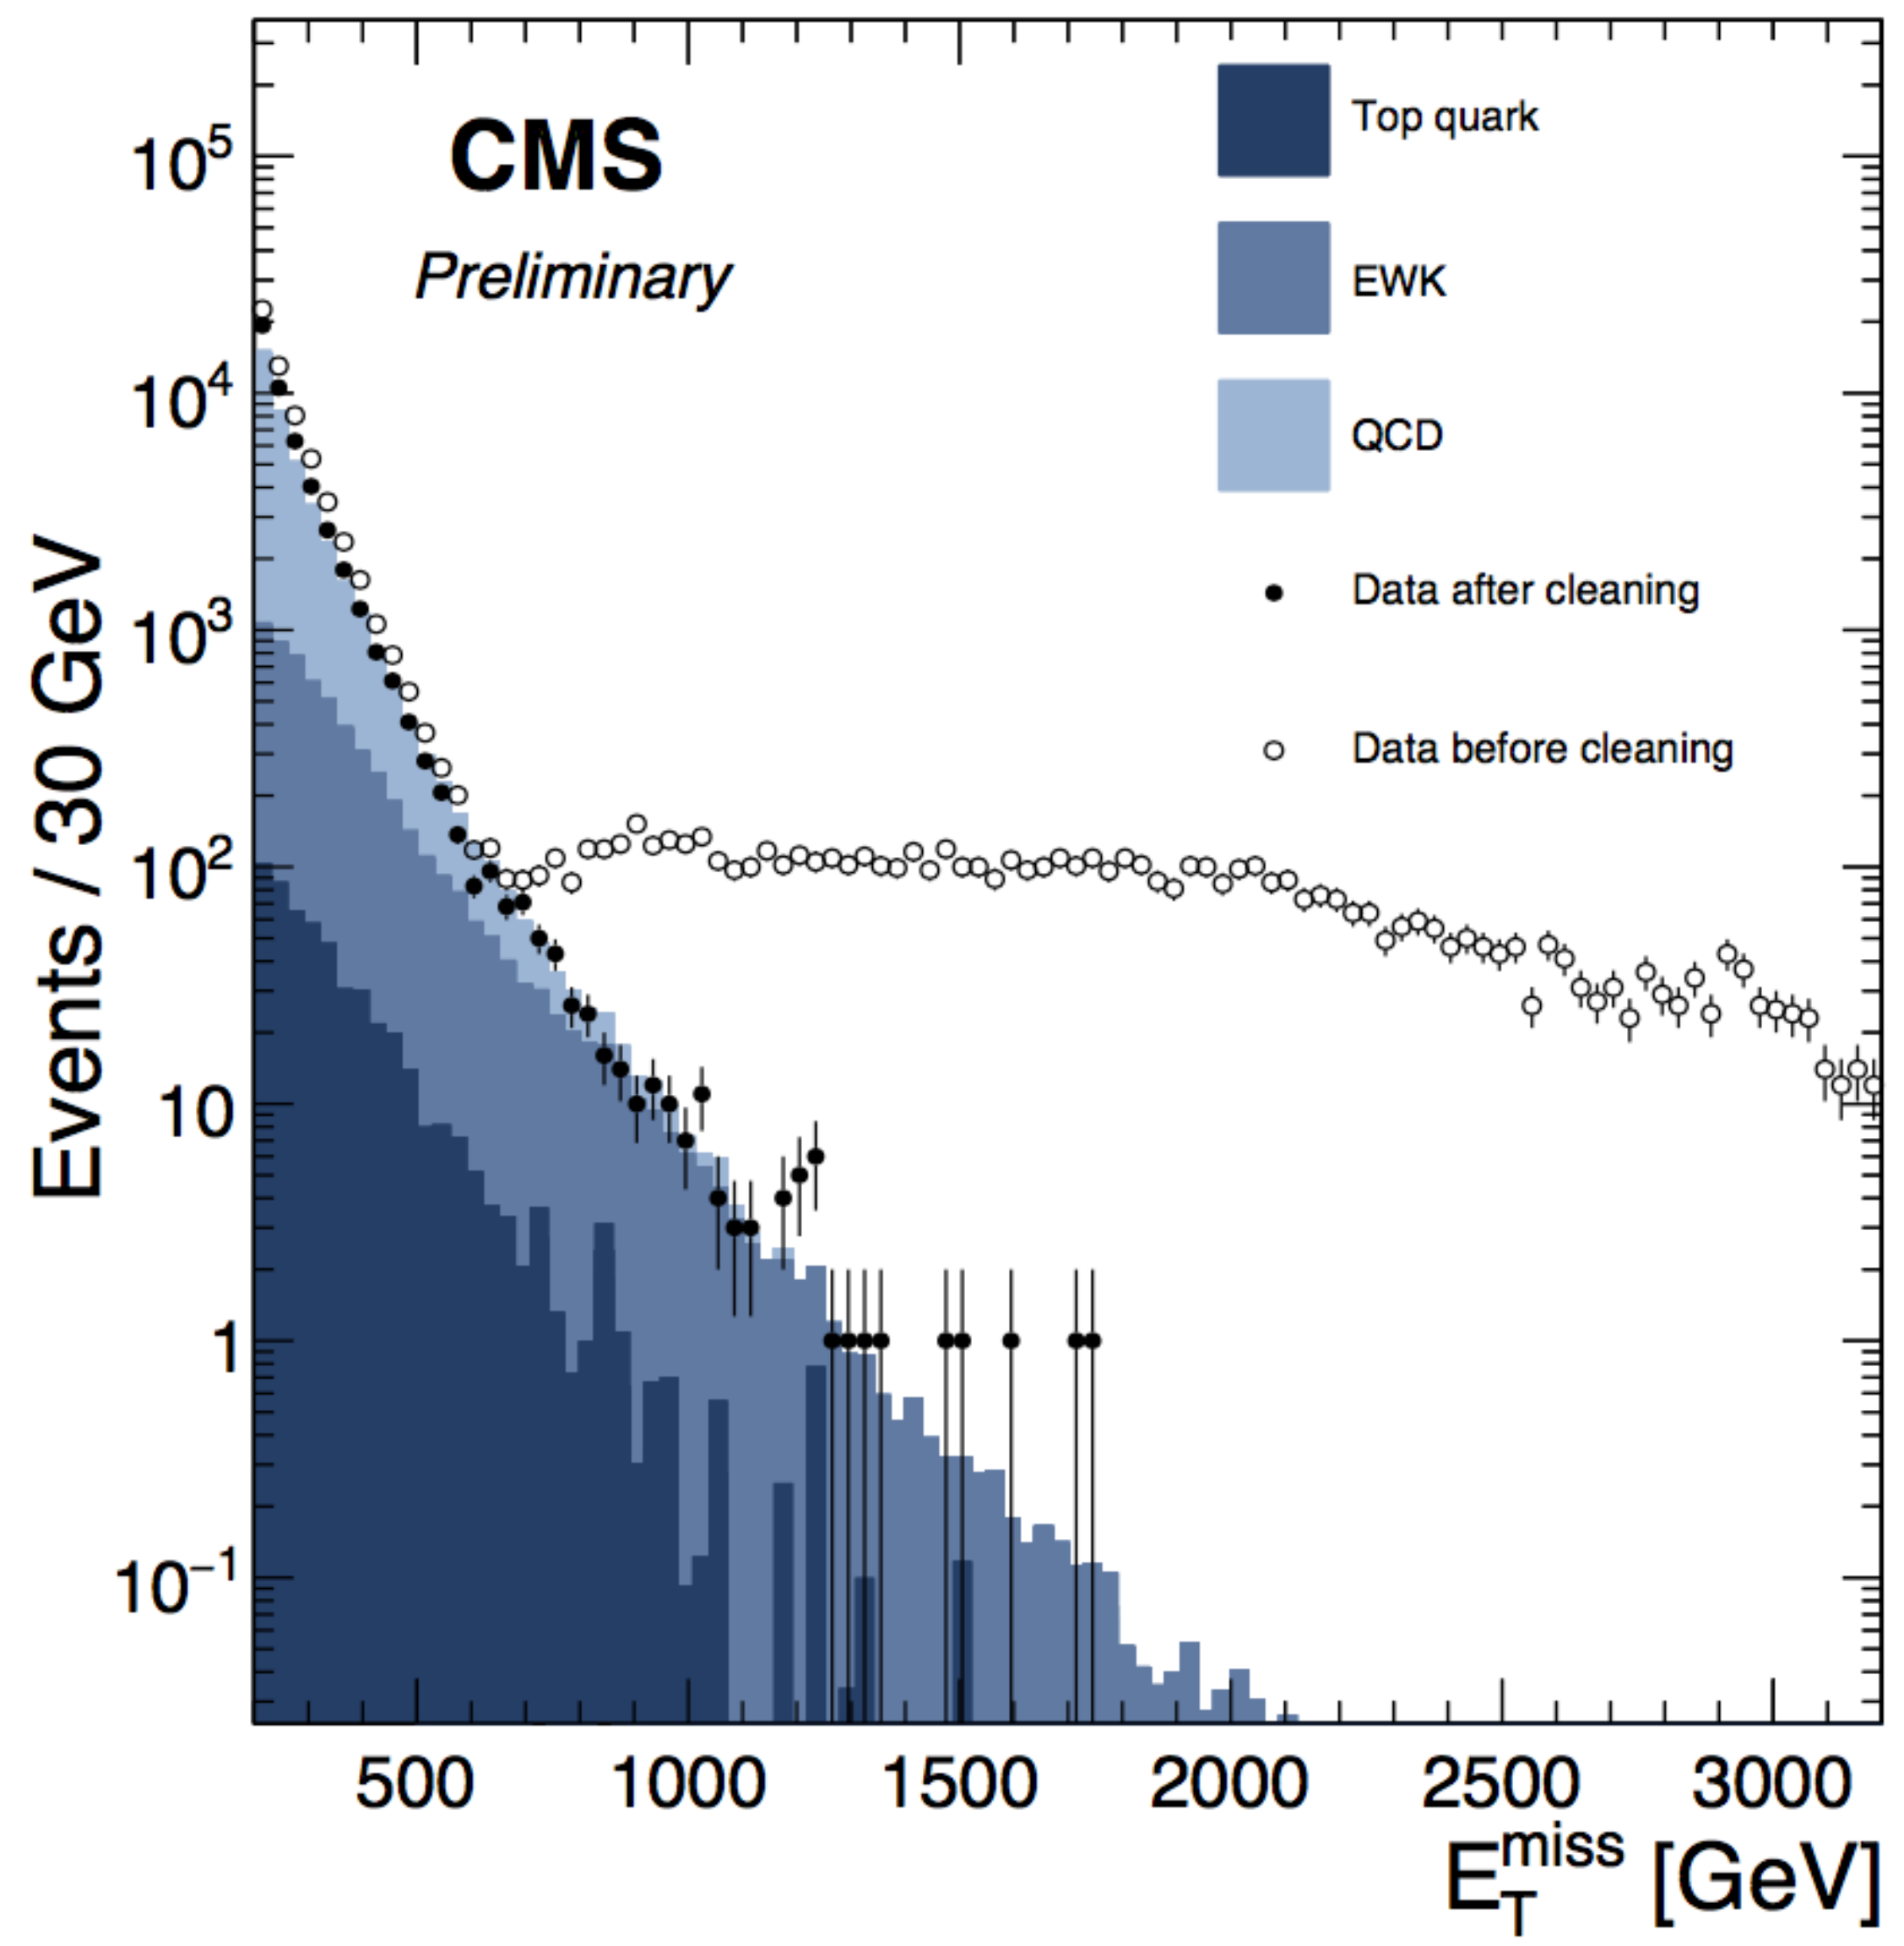 CMS
Preliminary
Top quark
EWK
QCD
Data after cleaning
Data before cleaning
Events / 30 GeV
10⁵
10⁴
10³
10²
10
1
10⁻¹
500 1000 1500 2000 2500 3000
E_T^miss [GeV]